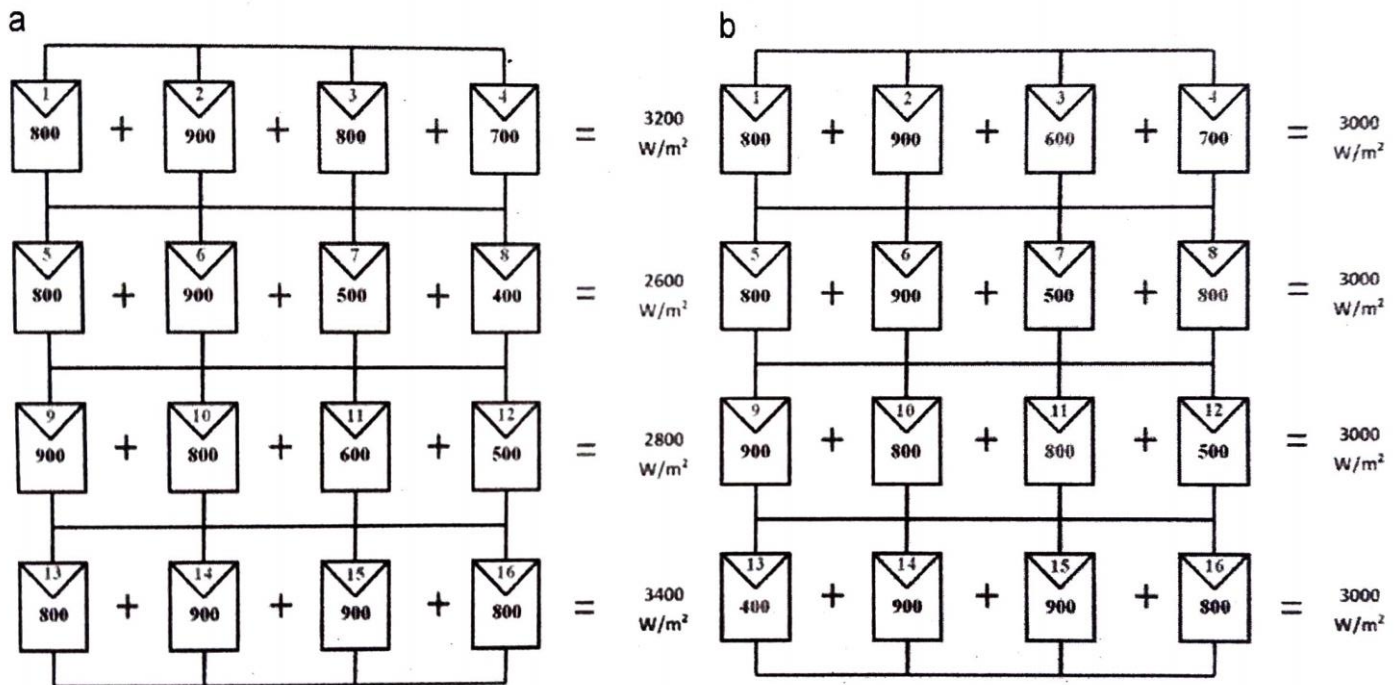 a
1 2 3 4
800 + 900 + 800 + 700 = 3200 W/m²
5 6 7 8
800 + 900 + 500 + 400 = 2600 W/m²
9 10 11 12
900 + 800 + 600 + 500 = 2800 W/m²
13 14 15 16
800 + 900 + 900 + 800 = 3400 W/m²
b
1 2 3 4
800 + 900 + 600 + 700 = 3000 W/m²
5 6 7 8
800 + 900 + 500 + 800 = 3000 W/m²
9 10 11 12
900 + 800 + 800 + 500 = 3000 W/m²
13 14 15 16
400 + 900 + 900 + 800 = 3000 W/m²